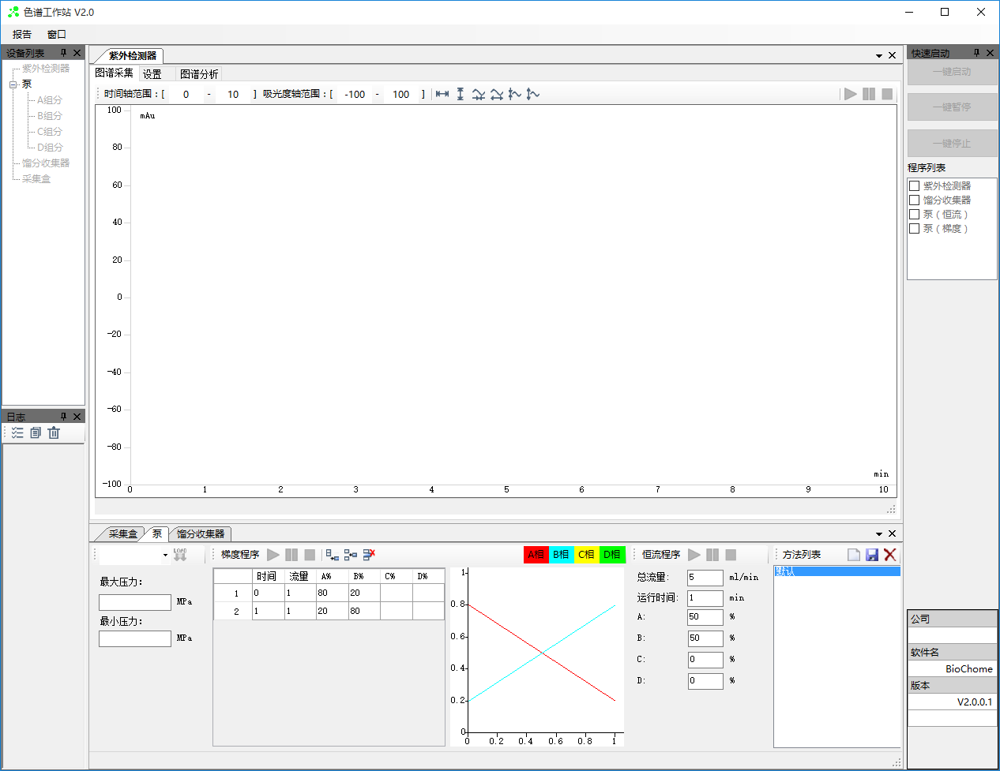 色谱工作站 V2.0
报告 窗口
设备列表
紫外检测器
泵
A组分
B组分
C组分
D组分
馏分收集器
采集盒
日志
紫外检测器
图谱采集 设置 图谱分析
时间轴范围：[ 0 - 10 ] 吸光度轴范围：[ -100 - 100 ]
mAu
100
80
60
40
20
0
-20
-40
-60
-80
-100
min
0 1 2 3 4 5 6 7 8 9 10
采集盒 泵 馏分收集器
LOAD
最大压力：
MPa
最小压力：
MPa
梯度程序
A相 B相 C相 D相
时间 流量 A% B% C% D%
1 0 1 80 20
2 1 1 20 80
1
0.8
0.6
0.4
0.2
0
0 0.2 0.4 0.6 0.8 1
恒流程序
总流量： 5 ml/min
运行时间： 1 min
A: 50 %
B: 50 %
C: 0 %
D: 0 %
方法列表
默认
快速启动
一键启动
一键暂停
一键停止
程序列表
紫外检测器
馏分收集器
泵（恒流）
泵（梯度）
公司
软件名
BioChome
版本
V2.0.0.1